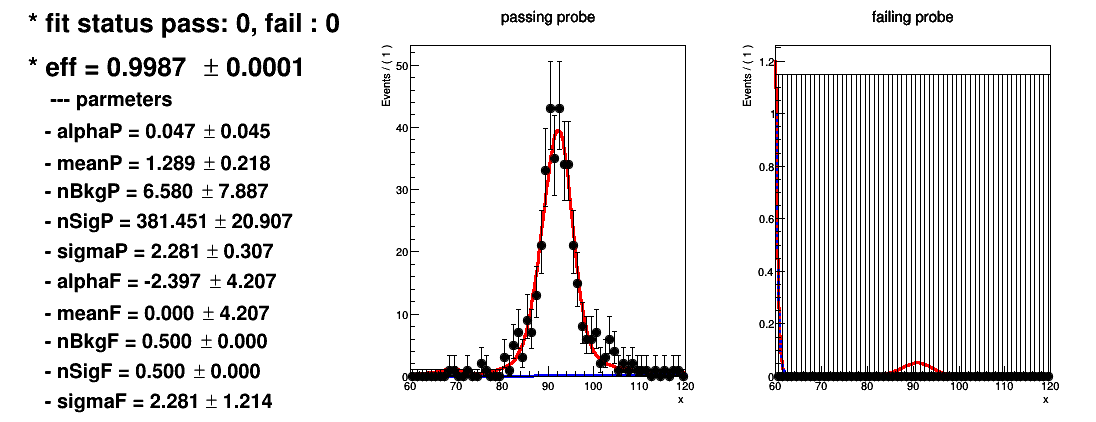 * fit status pass: 0, fail : 0
* eff = 0.9987 ± 0.0001
--- parmeters
- alphaP = 0.047 ± 0.045
- meanP = 1.289 ± 0.218
- nBkgP = 6.580 ± 7.887
- nSigP = 381.451 ± 20.907
- sigmaP = 2.281 ± 0.307
- alphaF = -2.397 ± 4.207
- meanF = 0.000 ± 4.207
- nBkgF = 0.500 ± 0.000
- nSigF = 0.500 ± 0.000
- sigmaF = 2.281 ± 1.214
passing probe
Events / ( 1 )
50
40
30
20
10
0
60 70 80 90 100 110 120
x
failing probe
Events / ( 1 )
1.2
1
0.8
0.6
0.4
0.2
0
60 70 80 90 100 110 120
x